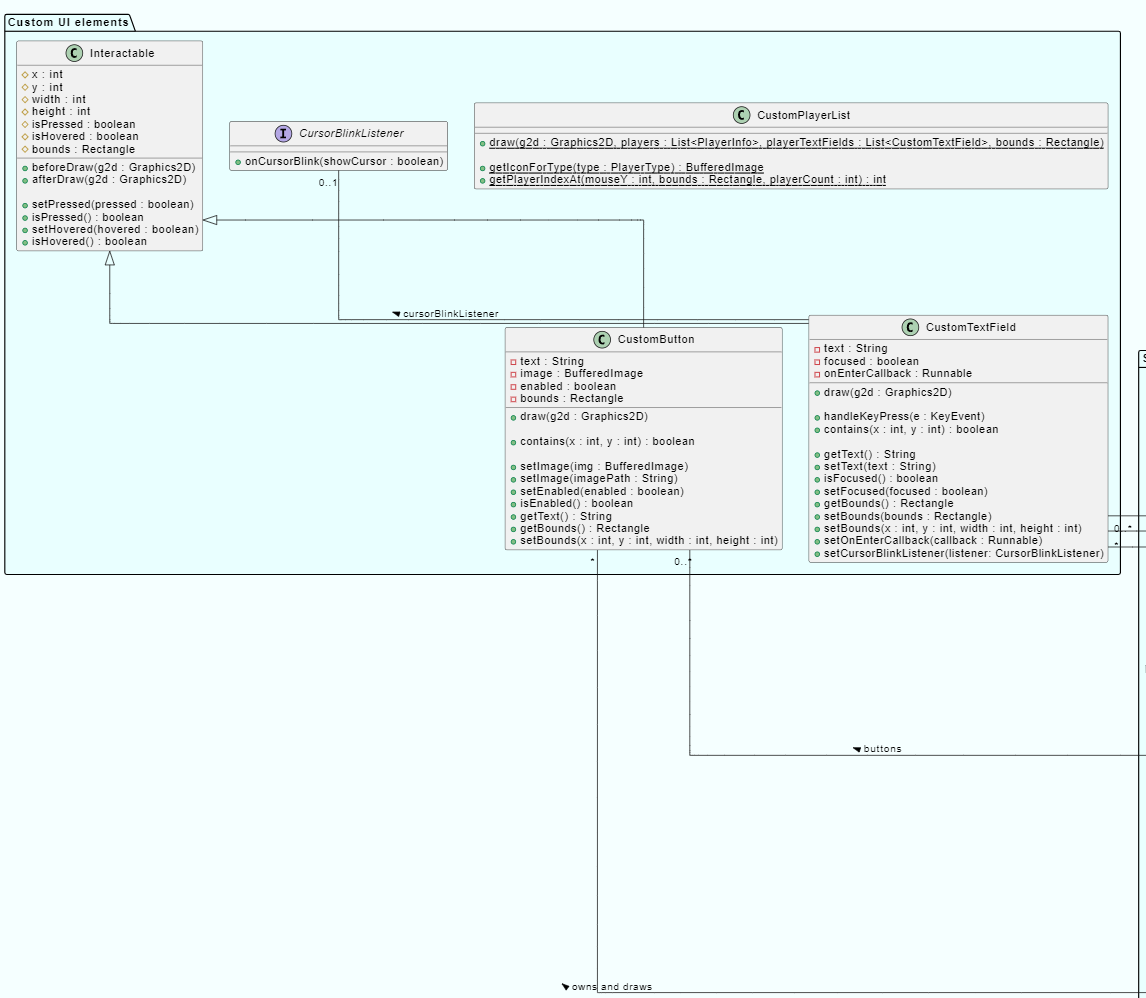 Custom UI elements
C Interactable
x : int
y : int
width : int
height : int
isPressed : boolean
isHovered : boolean
bounds : Rectangle
beforeDraw(g2d : Graphics2D)
afterDraw(g2d : Graphics2D)
setPressed(pressed : boolean)
isPressed() : boolean
setHovered(hovered : boolean)
isHovered() : boolean
I CursorBlinkListener
onCursorBlink(showCursor : boolean)
0..1
C CustomPlayerList
draw(g2d : Graphics2D, players : List<PlayerInfo>, playerTextFields : List<CustomTextField>, bounds : Rectangle)
getIconForType(type : PlayerType) : BufferedImage
getPlayerIndexAt(mouseY : int, bounds : Rectangle, playerCount : int) : int
cursorBlinkListener
C CustomButton
text : String
image : BufferedImage
enabled : boolean
bounds : Rectangle
draw(g2d : Graphics2D)
contains(x : int, y : int) : boolean
setImage(img : BufferedImage)
setImage(imagePath : String)
setEnabled(enabled : boolean)
isEnabled() : boolean
getText() : String
getBounds() : Rectangle
setBounds(x : int, y : int, width : int, height : int)
*
0..*
C CustomTextField
text : String
focused : boolean
onEnterCallback : Runnable
draw(g2d : Graphics2D)
handleKeyPress(e : KeyEvent)
contains(x : int, y : int) : boolean
getText() : String
setText(text : String)
isFocused() : boolean
setFocused(focused : boolean)
getBounds() : Rectangle
setBounds(bounds : Rectangle)
setBounds(x : int, y : int, width : int, height : int)
setOnEnterCallback(callback : Runnable)
setCursorBlinkListener(listener: CursorBlinkListener)
0..*
*
buttons
owns and draws